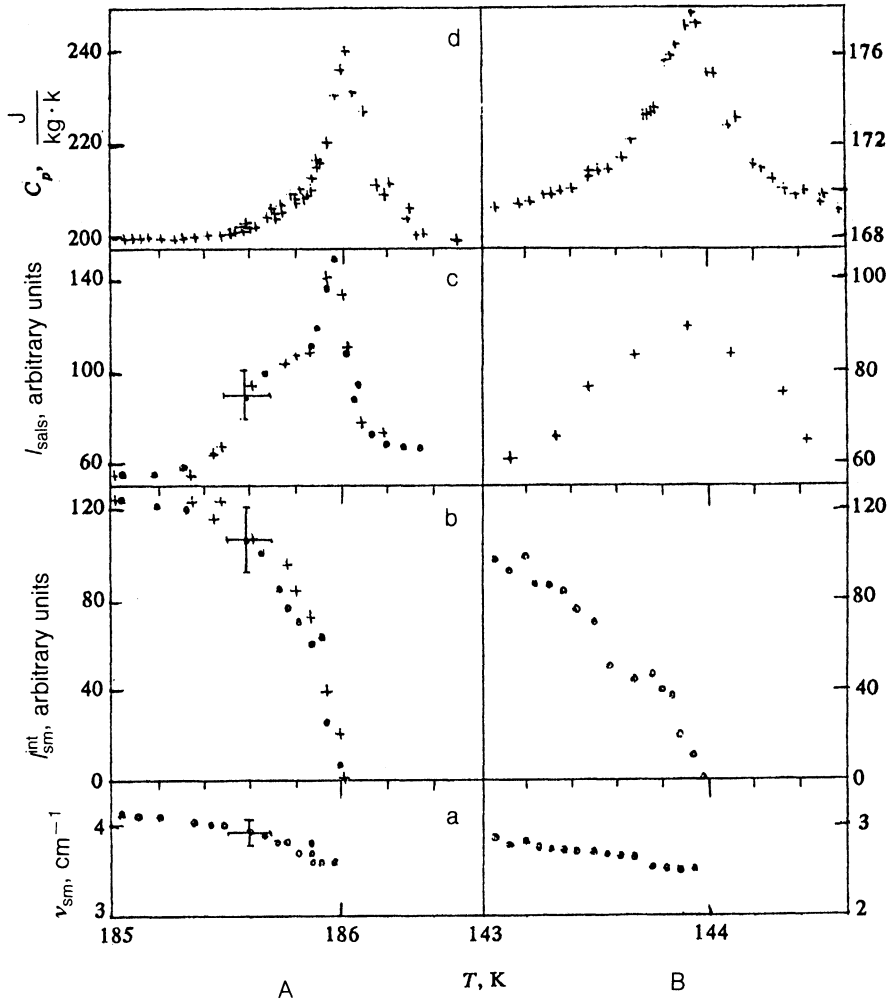 240
d
176
C_p, J / kg · k
220
172
200
168
140
c
100
I_sals, arbitrary units
100
80
60
60
120
b
120
I_sm^int, arbitrary units
80
80
40
40
0
0
ν_sm, cm⁻¹
4
a
3
3
2
185
186
143
144
A
T, K
B